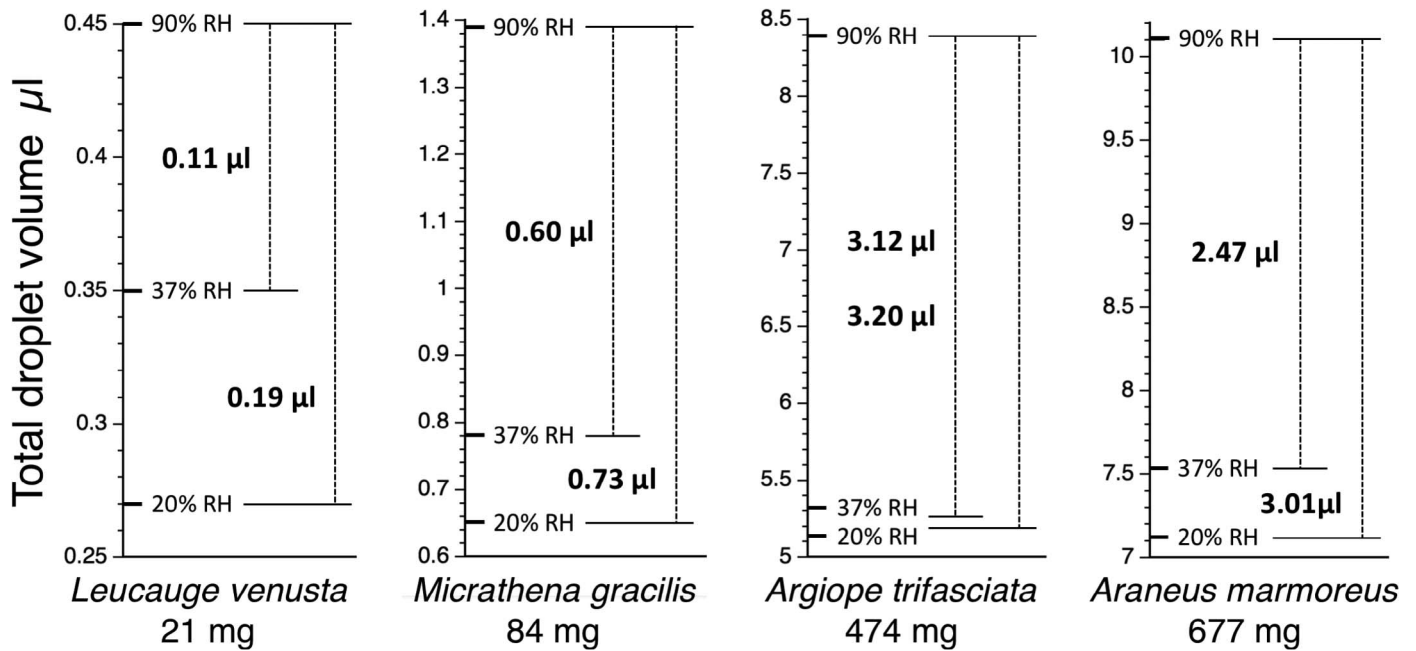 Total droplet volume µl
0.45
0.4
0.35
0.3
0.25
90% RH
0.11 µl
37% RH
0.19 µl
20% RH
Leucauge venusta
21 mg
1.4
1.3
1.2
1.1
1
0.9
0.8
0.7
0.6
90% RH
0.60 µl
37% RH
0.73 µl
20% RH
Micrathena gracilis
84 mg
8.5
8
7.5
7
6.5
6
5.5
5
90% RH
3.12 µl
3.20 µl
37% RH
20% RH
Argiope trifasciata
474 mg
10
9.5
9
8.5
8
7.5
7
90% RH
2.47 µl
37% RH
3.01µl
20% RH
Araneus marmoreus
677 mg